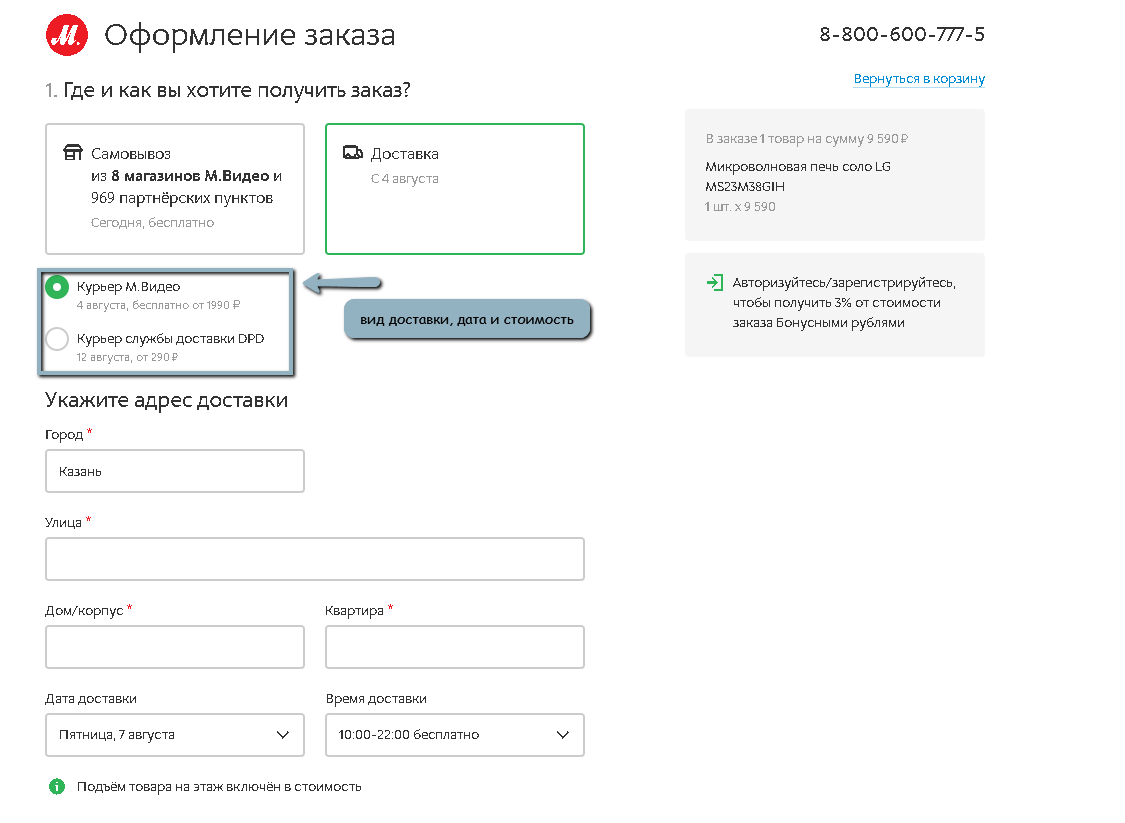 М.
Оформление заказа
8-800-600-777-5
Вернуться в корзину
1. Где и как вы хотите получить заказ?
Самовывоз
из 8 магазинов М.Видео и
969 партнёрских пунктов
Сегодня, бесплатно
Доставка
С 4 августа
В заказе 1 товар на сумму 9 590 ₽
Микроволновая печь соло LG
MS23M38GIH
1 шт. х 9 590
Авторизуйтесь/зарегистрируйтесь,
чтобы получить 3% от стоимости
заказа Бонусными рублями
Курьер М.Видео
4 августа, бесплатно от 1990 ₽
Курьер службы доставки DPD
12 августа, от 290 ₽
вид доставки, дата и стоимость
Укажите адрес доставки
Город *
Казань
Улица *
Дом/корпус *
Квартира *
Дата доставки
Время доставки
Пятница, 7 августа
10:00-22:00 бесплатно
Подъём товара на этаж включён в стоимость